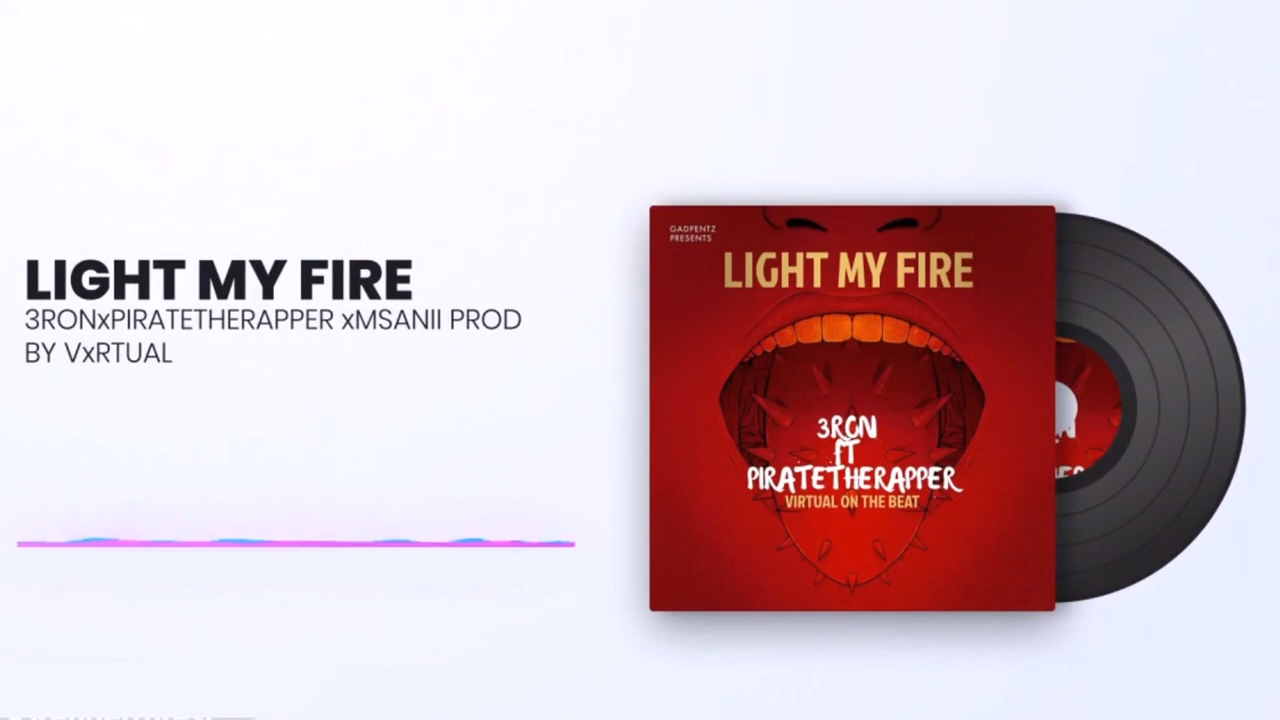 LIGHT MY FIRE
3RONxPIRATETHERAPPER xMSANII PROD
BY VxRTUAL
GADPENTZ
PRESENTS
LIGHT MY FIRE
3RON
fT
PIRATETHERAPPER
VIRTUAL ON THE BEAT